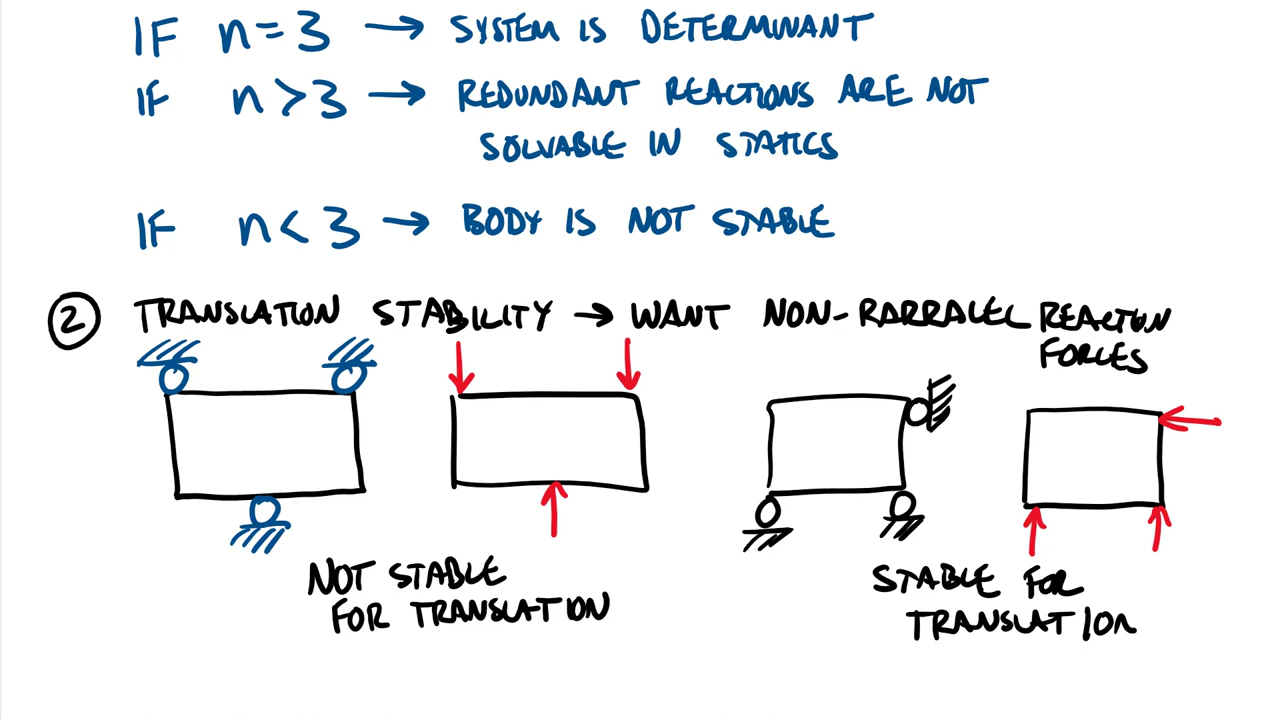 IF n=3 → SYSTEM IS DETERMINANT
IF n>3 → REDUNDANT REACTIONS ARE NOT
SOLVABLE IN STATICS
IF n<3 → BODY IS NOT STABLE
② TRANSLATION STABILITY → WANT NON-RARRALEL REACTION
FORCES
NOT STABLE
FOR TRANSLATION
STABLE FOR
TRANSLATION